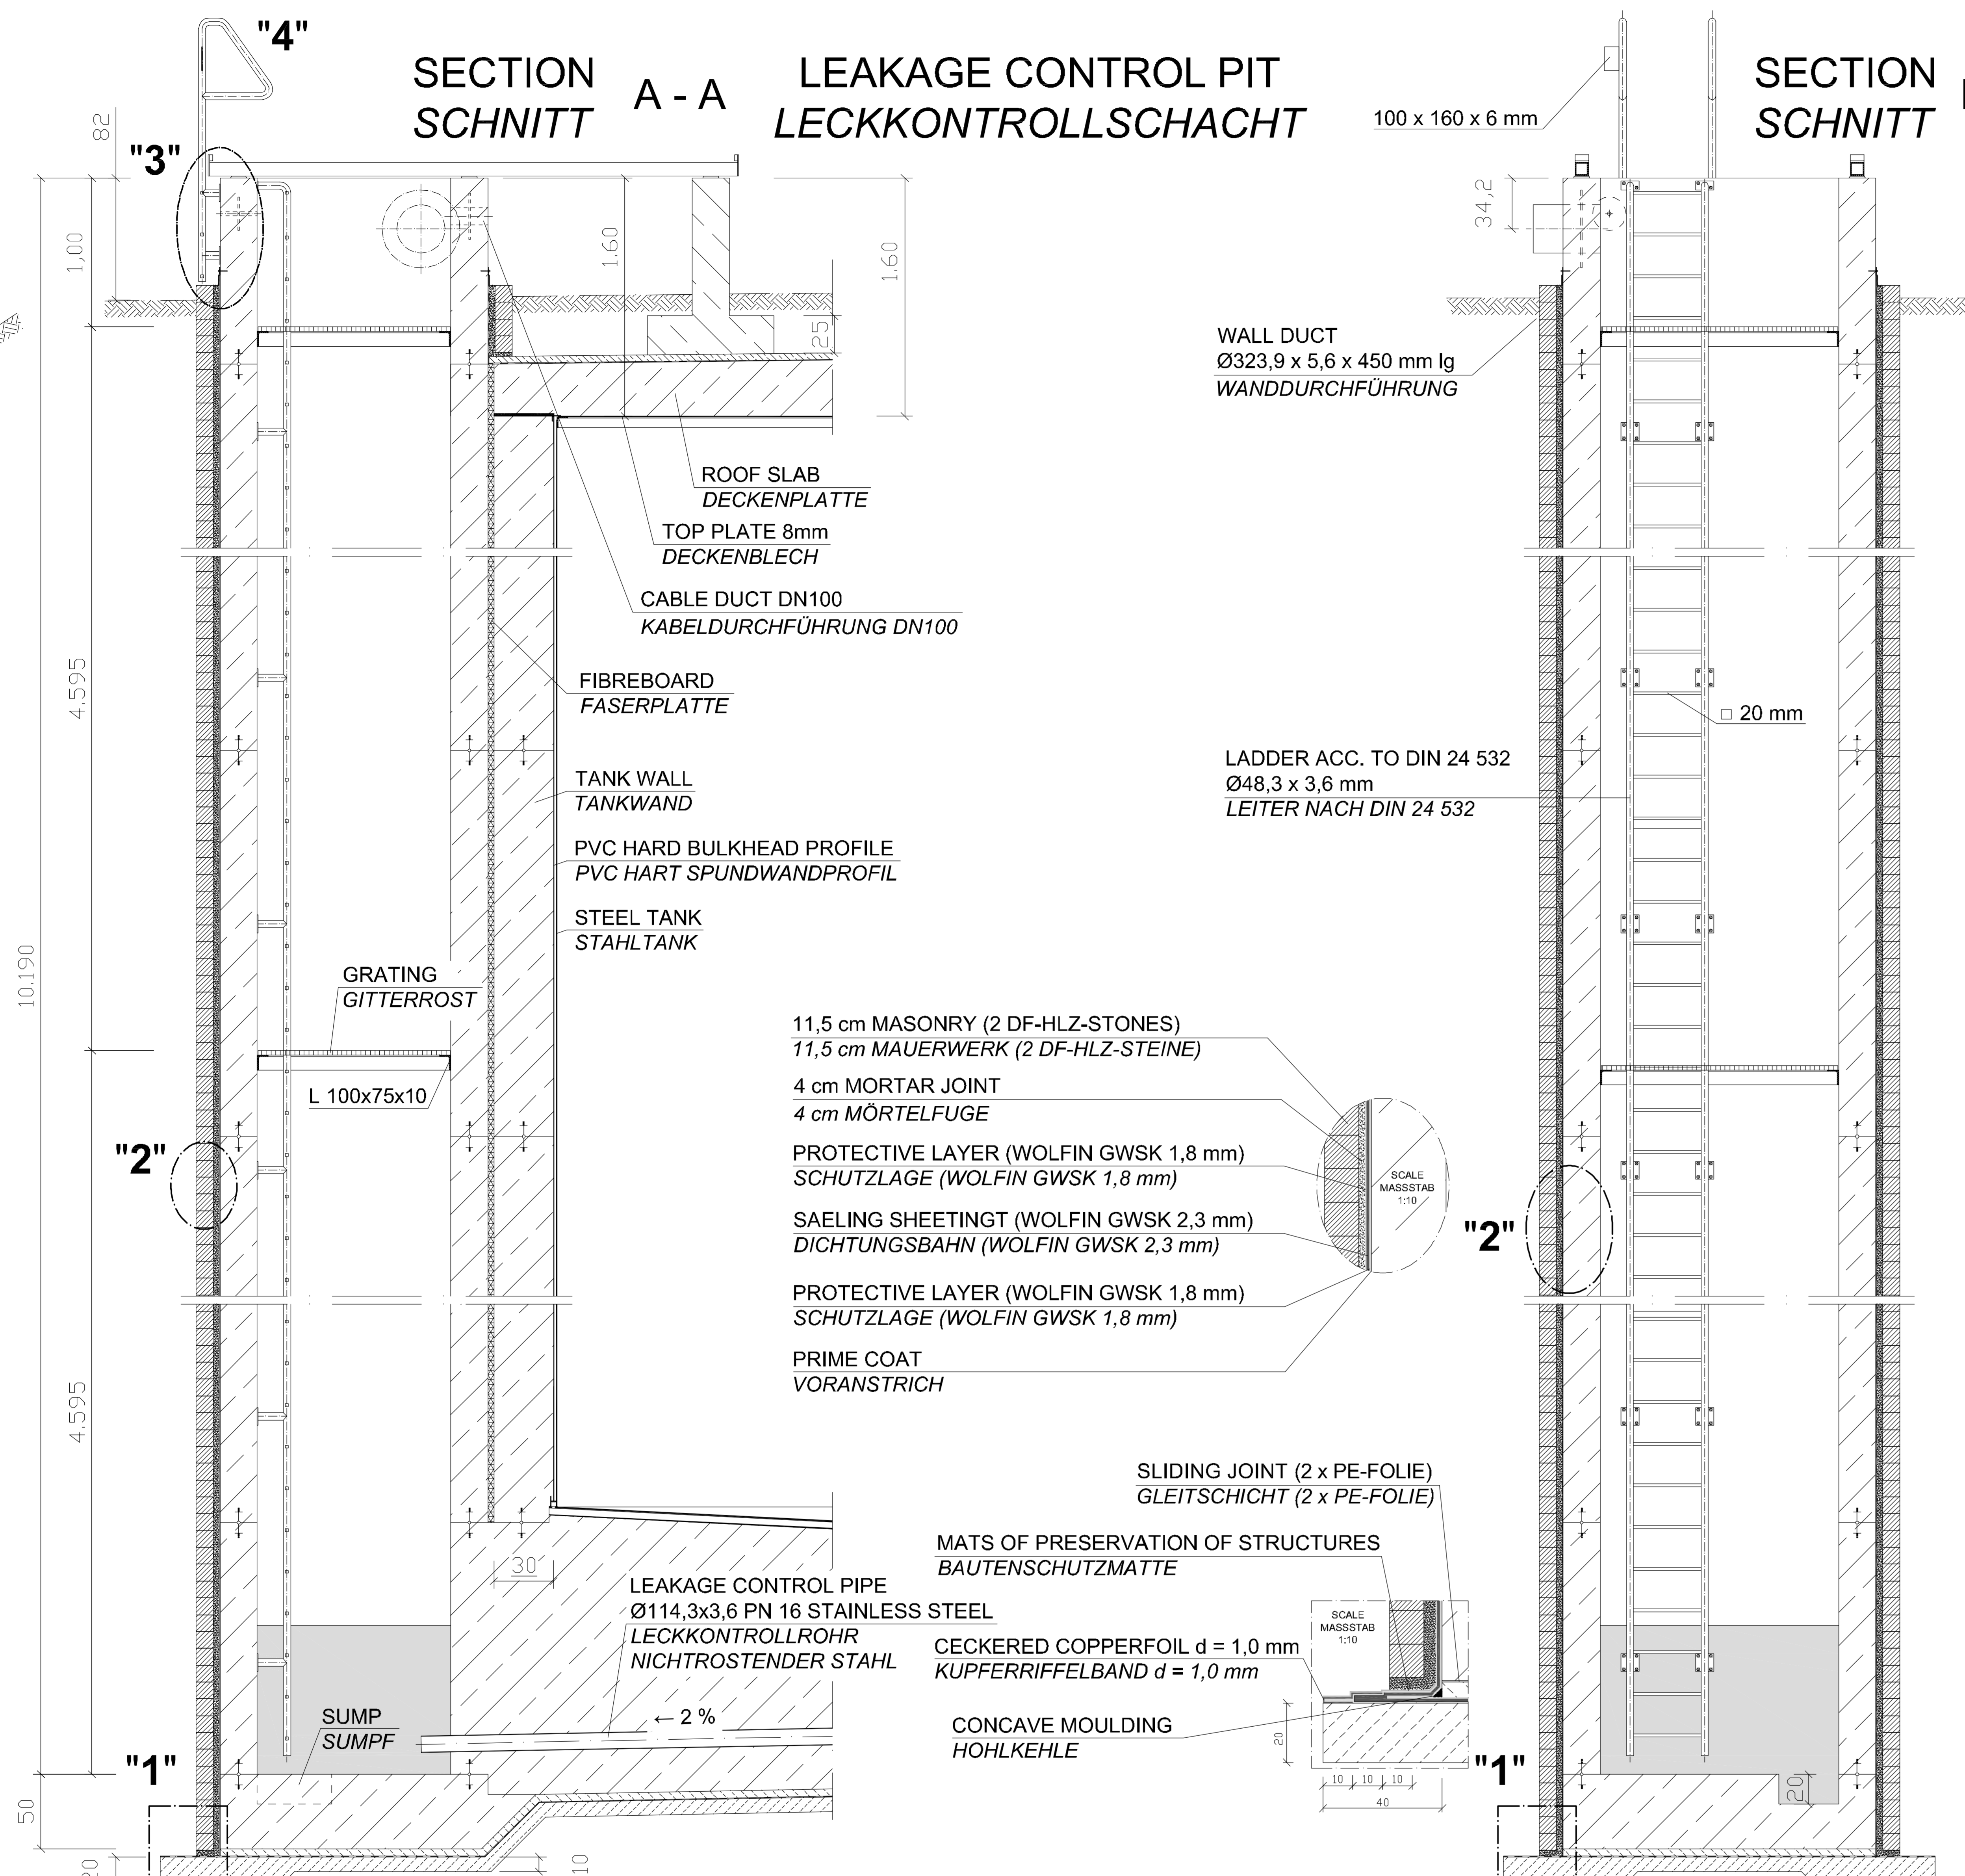 "4"
SECTION
SCHNITT
A - A
LEAKAGE CONTROL PIT
LECKKONTROLLSCHACHT
100 x 160 x 6 mm
SECTION
SCHNITT
82
"3"
1,00
1.60
1.60
25
34,2
WALL DUCT
Ø323,9 x 5,6 x 450 mm lg
WANDDURCHFÜHRUNG
ROOF SLAB
DECKENPLATTE
TOP PLATE 8mm
DECKENBLECH
CABLE DUCT DN100
KABELDURCHFÜHRUNG DN100
4.595
FIBREBOARD
FASERPLATTE
□ 20 mm
TANK WALL
TANKWAND
LADDER ACC. TO DIN 24 532
Ø48,3 x 3,6 mm
LEITER NACH DIN 24 532
PVC HARD BULKHEAD PROFILE
PVC HART SPUNDWANDPROFIL
STEEL TANK
STAHLTANK
10.190
GRATING
GITTERROST
L 100x75x10
11,5 cm MASONRY (2 DF-HLZ-STONES)
11,5 cm MAUERWERK (2 DF-HLZ-STEINE)
4 cm MORTAR JOINT
4 cm MÖRTELFUGE
"2"
PROTECTIVE LAYER (WOLFIN GWSK 1,8 mm)
SCHUTZLAGE (WOLFIN GWSK 1,8 mm)
SCALE
MASSSTAB
1:10
SAELING SHEETINGT (WOLFIN GWSK 2,3 mm)
DICHTUNGSBAHN (WOLFIN GWSK 2,3 mm)
"2"
PROTECTIVE LAYER (WOLFIN GWSK 1,8 mm)
SCHUTZLAGE (WOLFIN GWSK 1,8 mm)
PRIME COAT
VORANSTRICH
4.595
SLIDING JOINT (2 x PE-FOLIE)
GLEITSCHICHT (2 x PE-FOLIE)
MATS OF PRESERVATION OF STRUCTURES
BAUTENSCHUTZMATTE
30
LEAKAGE CONTROL PIPE
Ø114,3x3,6 PN 16 STAINLESS STEEL
LECKKONTROLLROHR
NICHTROSTENDER STAHL
SCALE
MASSSTAB
1:10
CECKERED COPPERFOIL d = 1,0 mm
KUPFERRIFFELBAND d = 1,0 mm
SUMP
SUMPF
← 2 %
CONCAVE MOULDING
HOHLKEHLE
20
"1"
10 10 10
40
"1"
20
50
20
10